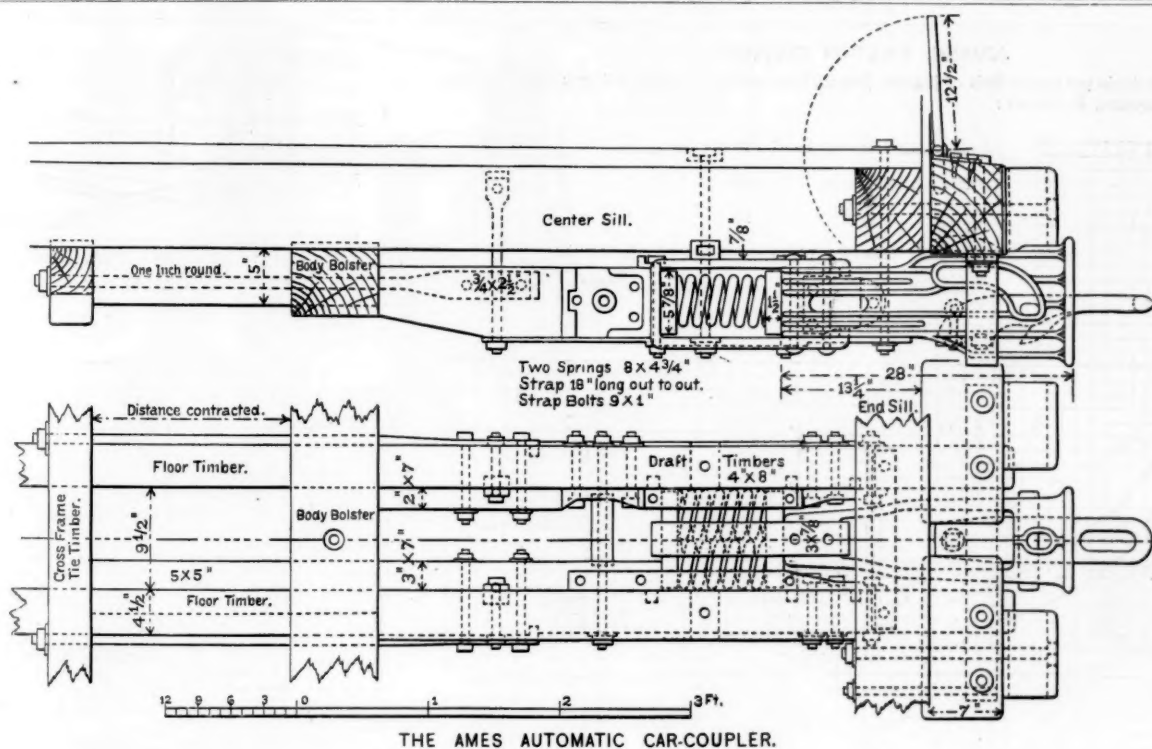 12 1/2"
Center Sill.
7/8"
One Inch round.
5"
Body Bolster
3/4 x 2 1/2"
5 7/8"
Two Springs 8 x 4 3/4"
Strap 18" long out to out.
Strap Bolts 9 x 1"
28"
13 1/4"
End Sill.
Distance contracted.
Floor Timber.
Draft Timbers
4" x 8"
2" x 7"
Cross Frame
Tie Timber.
9 1/2"
Body Bolster
3 x 7/8
5 x 5"
3" x 7"
4 1/2"
Floor Timber.
7"
12 9 6 3 0 1 2 3 Ft.
THE AMES AUTOMATIC CAR-COUPLER.